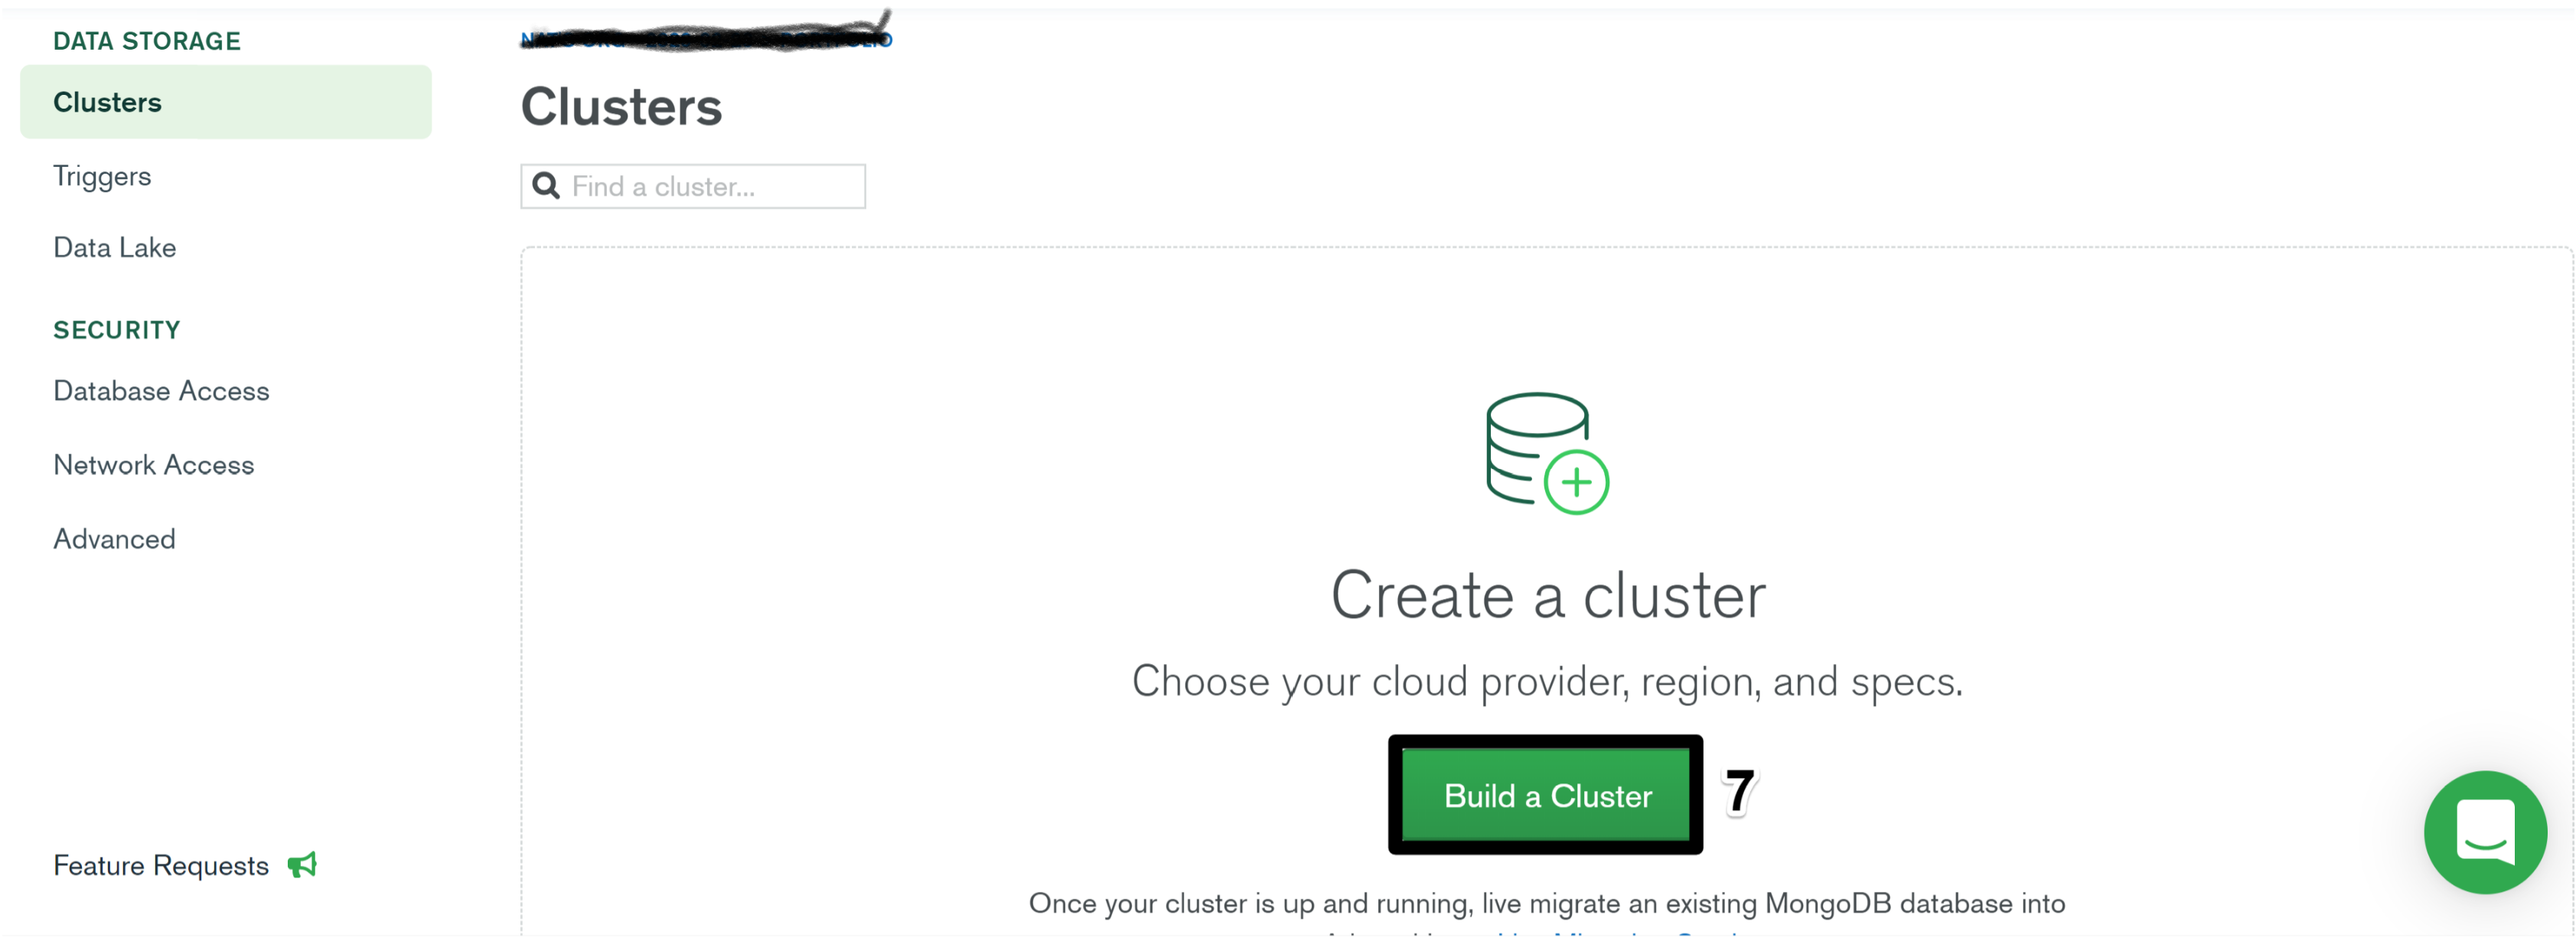 DATA STORAGE
Clusters
Triggers
Data Lake
SECURITY
Database Access
Network Access
Advanced
Feature Requests
Clusters
Find a cluster...
Create a cluster
Choose your cloud provider, region, and specs.
Build a Cluster
7
Once your cluster is up and running, live migrate an existing MongoDB database into